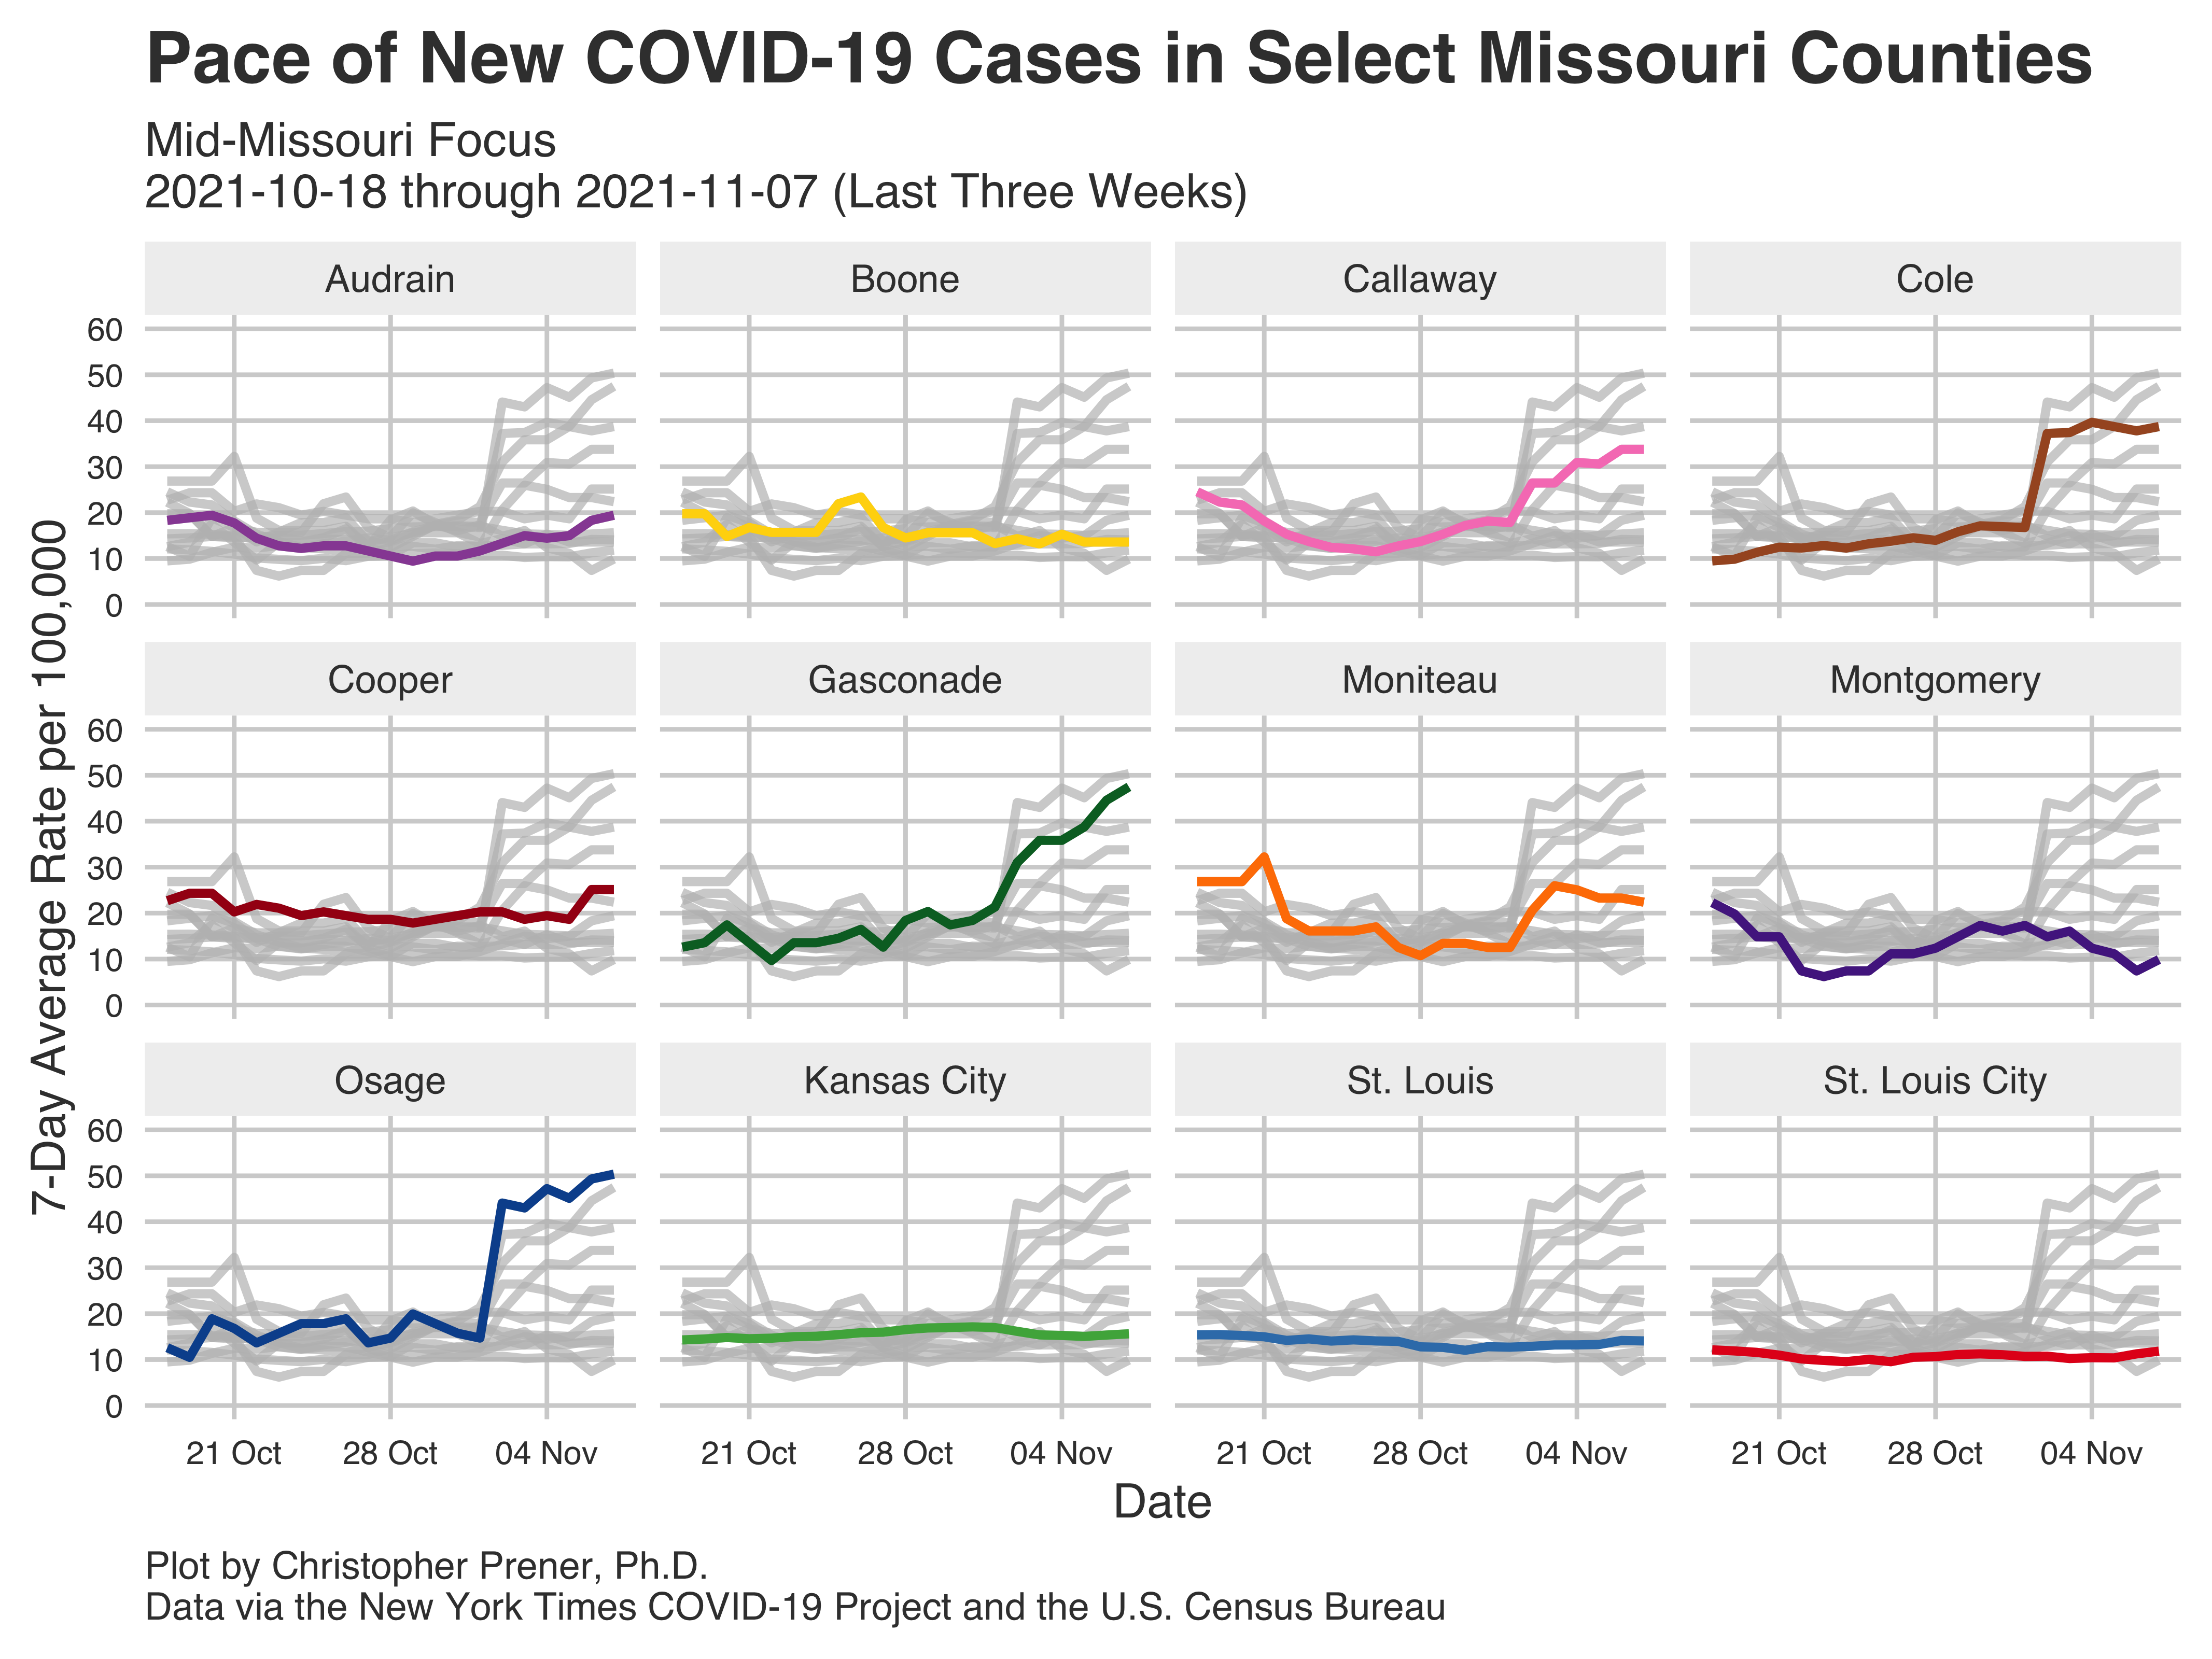 Pace of New COVID-19 Cases in Select Missouri Counties
Mid-Missouri Focus
2021-10-18 through 2021-11-07 (Last Three Weeks)
7-Day Average Rate per 100,000
Audrain
Boone
Callaway
Cole
60
50
40
30
20
10
0
Cooper
Gasconade
Moniteau
Montgomery
60
50
40
30
20
10
0
Osage
Kansas City
St. Louis
St. Louis City
60
50
40
30
20
10
0
21 Oct 28 Oct 04 Nov
21 Oct 28 Oct 04 Nov
21 Oct 28 Oct 04 Nov
21 Oct 28 Oct 04 Nov
Date
Plot by Christopher Prener, Ph.D.
Data via the New York Times COVID-19 Project and the U.S. Census Bureau